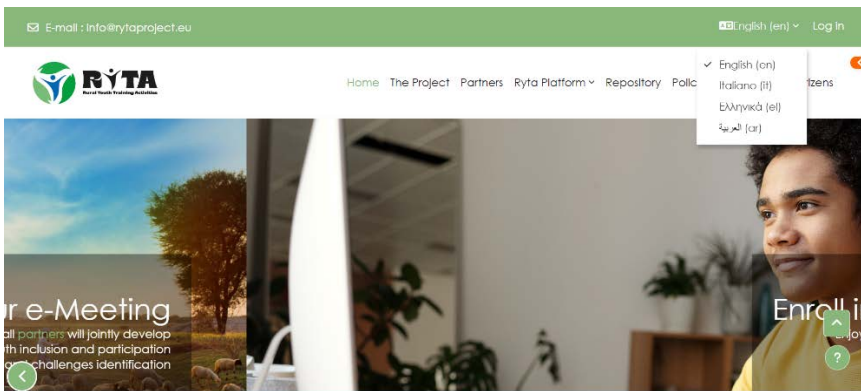 E-mail : info@rytaproject.eu
English (en)
Log in
English (en)
Italiano (it)
Ελληνικά (el)
العربية (ar)
RYTA
Rural Youth Training Activities
Home The Project Partners Ryta Platform Repository
e-Meeting
all partners will jointly develop
inclusion and participation
challenges identification
Enroll
?